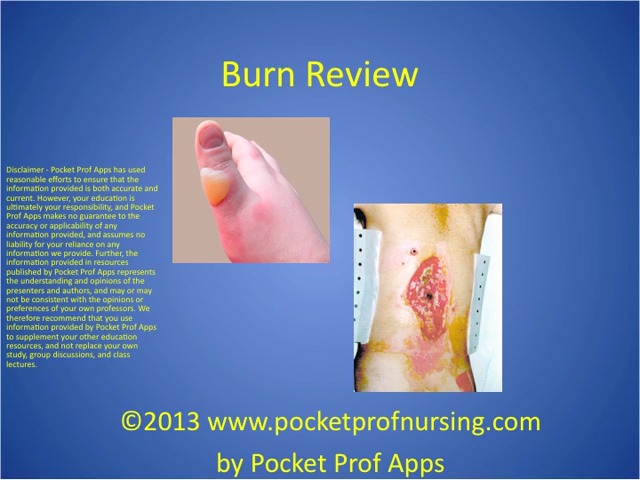 Burn Review
Disclaimer - Pocket Prof Apps has used
reasonable efforts to ensure that the
information provided is both accurate and
current. However, your education is
ultimately your responsibility, and Pocket
Prof Apps makes no guarantee to the
accuracy or applicability of any
information provided, and assumes no
liability for your reliance on any
information we provide. Further, the
information provided in resources
published by Pocket Prof Apps represents
the understanding and opinions of the
presenters and authors, and may or may
not be consistent with the opinions or
preferences of your own professors. We
therefore recommend that you use
information provided by Pocket Prof Apps
to supplement your other education
resources, and not replace your own
study, group discussions, and class
lectures.
©2013 www.pocketprofnursing.com
by Pocket Prof Apps